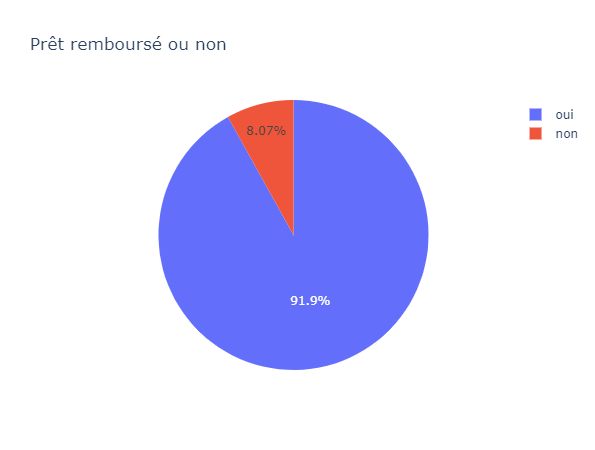 Prêt remboursé ou non
oui
non
8.07%
91.9%